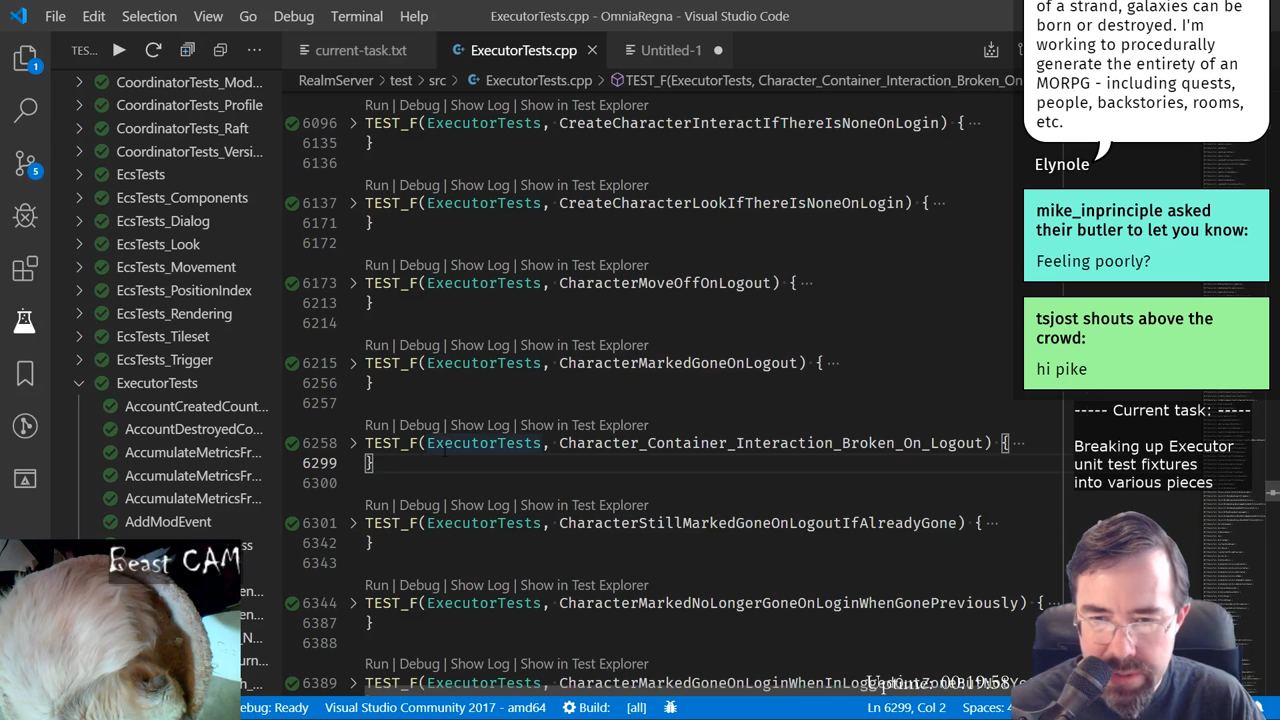 File Edit Selection View Go Debug Terminal Help ExecutorTests.cpp - OmniaRegna - Visual Studio Code
TES...
current-task.txt ExecutorTests.cpp Untitled-1
RealmServer > test > src > ExecutorTests.cpp > TEST_F(ExecutorTests, Character_Container_Interaction_Broken_On
1
5
CoordinatorTests_Mod...
CoordinatorTests_Profile
CoordinatorTests_Raft
CoordinatorTests_Versi...
EcsTests
EcsTests_Components
EcsTests_Dialog
EcsTests_Look
EcsTests_Movement
EcsTests_PositionIndex
EcsTests_Rendering
EcsTests_Tileset
EcsTests_Trigger
ExecutorTests
AccountCreatedCount...
AccountDestroyedCo...
AccumulateMetricsFr...
AccumulateMetricsFr...
AccumulateMetricsFr...
AddModEvent
Run | Debug | Show Log | Show in Test Explorer
6096 TEST_F(ExecutorTests, CreateCharacterInteractIfThereIsNoneOnLogin) {...
6135 }
6136
Run | Debug | Show Log | Show in Test Explorer
6137 TEST_F(ExecutorTests, CreateCharacterLookIfThereIsNoneOnLogin) {...
6171 }
6172
Run | Debug | Show Log | Show in Test Explorer
6173 TEST_F(ExecutorTests, CharacterMoveOffOnLogout) {...
6213 }
6214
Run | Debug | Show Log | Show in Test Explorer
6215 TEST_F(ExecutorTests, CharacterMarkedGoneOnLogout) {...
6256 }
6257
Run | Debug | Show Log | Show in Test Explorer
6258 TEST_F(ExecutorTests, Character_Container_Interaction_Broken_On_Logout) {...
6299 }
6300
Run | Debug | Show Log | Show in Test Explorer
6301 TEST_F(ExecutorTests, CharacterStillMarkedGoneOnLogoutIfAlreadyGone) {...
6342 }
Run | Debug | Show Log | Show in Test Explorer
TEST_F(ExecutorTests, CharacterMarkedNoLongerGoneOnLoginWhenGonePreviously) {...
6387 }
6388
Run | Debug | Show Log | Show in Test Explorer
6389 TEST_F(ExecutorTests,
of a strand, galaxies can be
born or destroyed. I'm
working to procedurally
generate the entirety of an
MORPG - including quests,
people, backstories, rooms,
etc.
Elynole
mike_inprinciple asked
their butler to let you know:
Feeling poorly?
tsjost shouts above the
crowd:
hi pike
----- Current task: -----
Breaking up Executor
unit test fixtures
into various pieces
Bear CAM
Uptime: 00:1:58
ebug: Ready Visual Studio Community 2017 - amd64 Build: [all] Ln 6299, Col 2 Spaces: 4